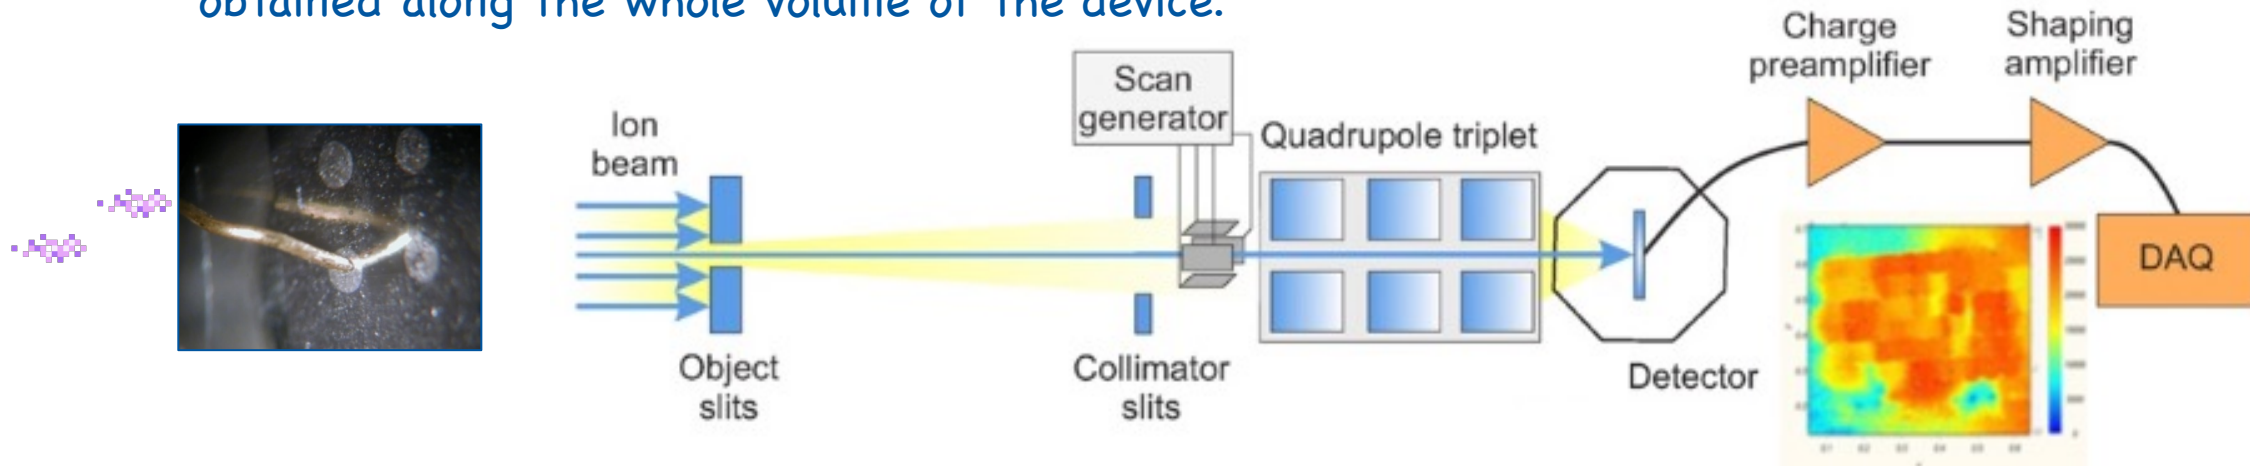 obtained along the whole volume of the device.
Charge
preamplifier
Shaping
amplifier
Scan
generator
Ion
beam
Quadrupole triplet
DAQ
Object
slits
Collimator
slits
Detector